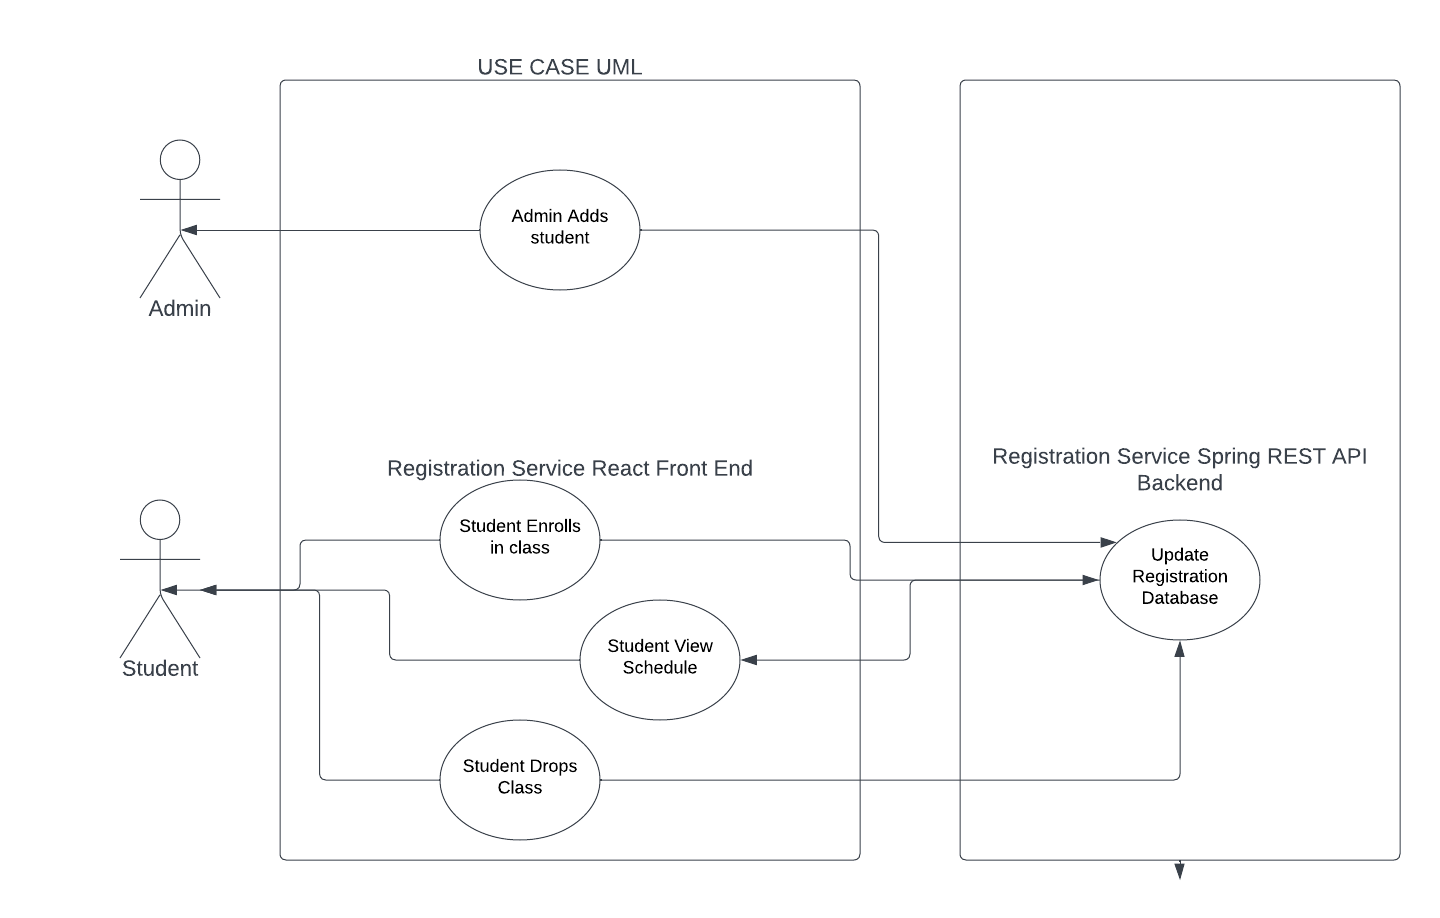 USE CASE UML
Admin Adds
student
Admin
Registration Service React Front End
Registration Service Spring REST API
Backend
Student Enrolls
in class
Update
Registration
Database
Student View
Schedule
Student
Student Drops
Class